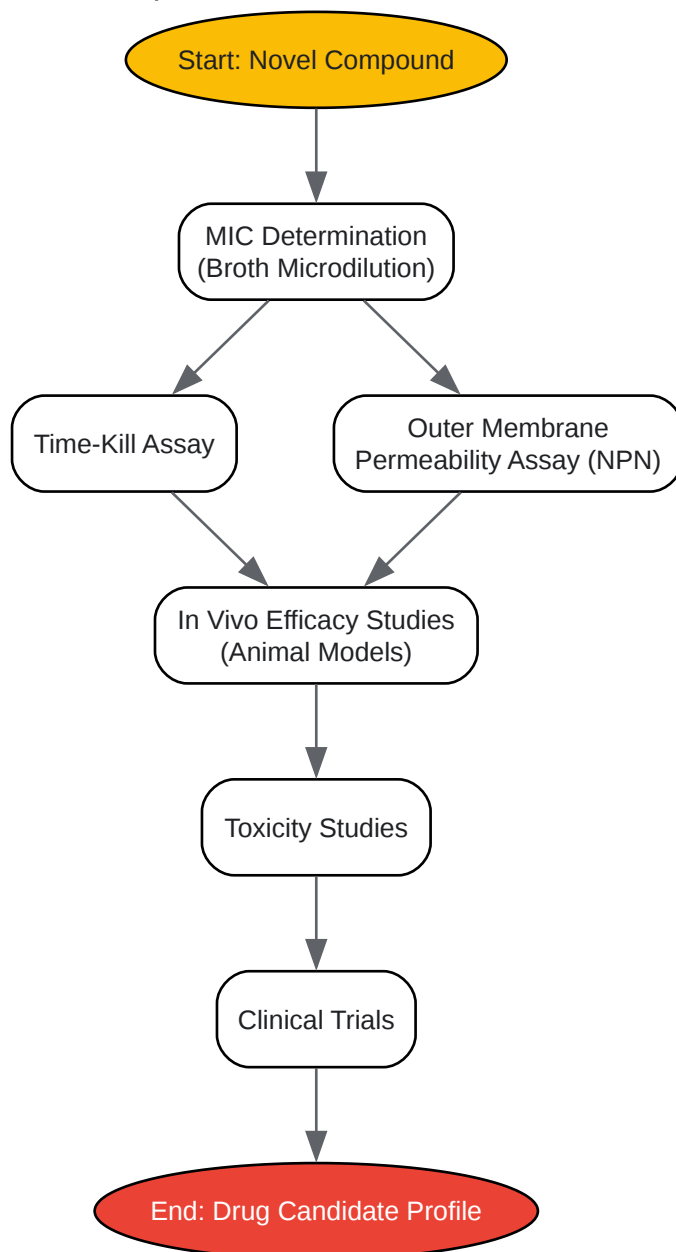 Start: Novel Compound
MIC Determination
(Broth Microdilution)
Time-Kill Assay
Outer Membrane
Permeability Assay (NPN)
In Vivo Efficacy Studies
(Animal Models)
Toxicity Studies
Clinical Trials
End: Drug Candidate Profile